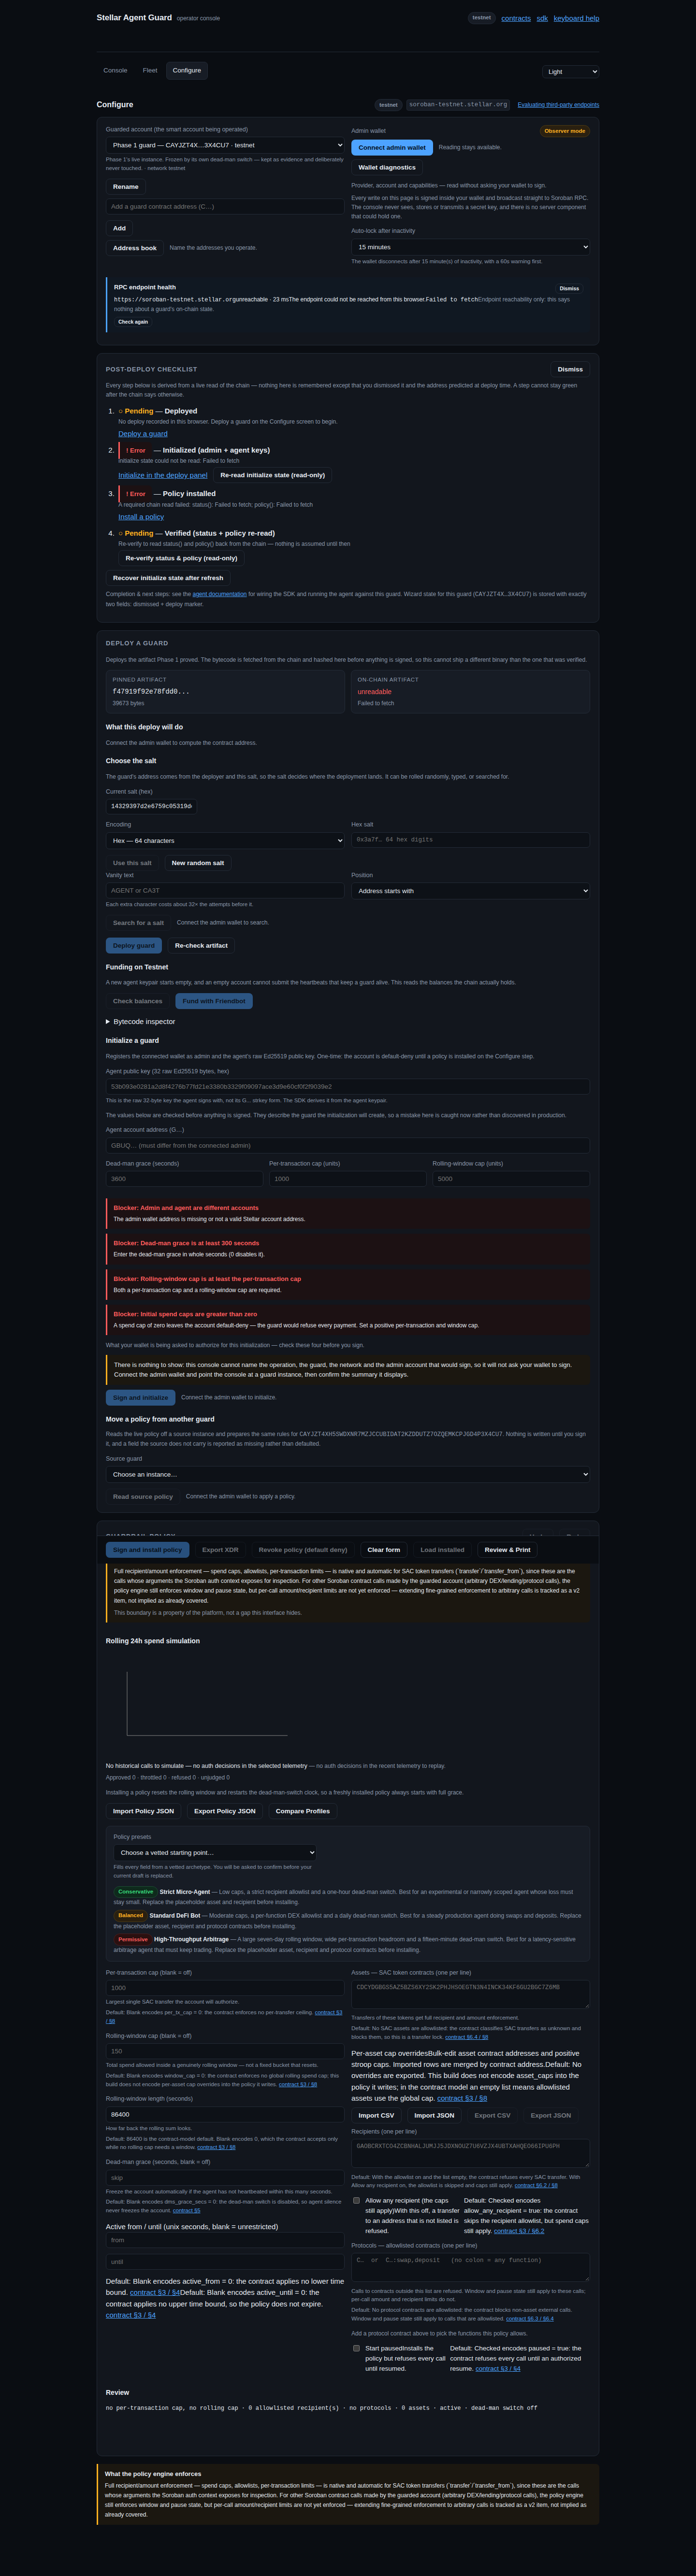 Stellar Agent Guard operator console
testnet contracts sdk keyboard help
Console Fleet Configure
Light
Configure
testnet soroban-testnet.stellar.org Evaluating third-party endpoints
Guarded account (the smart account being operated)
Phase 1 guard — CAYJZT4X…3X4CU7 · testnet
Phase 1's live instance. Frozen by its own dead-man switch — kept as evidence and deliberately
never touched. · network testnet
Rename
Add a guard contract address (C…)
Add
Address book Name the addresses you operate.
Admin wallet Observer mode
Connect admin wallet Reading stays available.
Wallet diagnostics
Provider, account and capabilities — read without asking your wallet to sign.
Every write on this page is signed inside your wallet and broadcast straight to Soroban RPC.
The console never sees, stores or transmits a secret key, and there is no server component
that could hold one.
Auto-lock after inactivity
15 minutes
The wallet disconnects after 15 minute(s) of inactivity, with a 60s warning first.
RPC endpoint health Dismiss
https://soroban-testnet.stellar.orgunreachable · 23 msThe endpoint could not be reached from this browser.Failed to fetchEndpoint reachability only: this says
nothing about a guard's on-chain state.
Check again
POST-DEPLOY CHECKLIST Dismiss
Every step below is derived from a live read of the chain — nothing here is remembered except that you dismissed it and the address predicted at deploy time. A step cannot stay green
after the chain says otherwise.
1. ○ Pending — Deployed
No deploy recorded in this browser. Deploy a guard on the Configure screen to begin.
Deploy a guard
2. ! Error — Initialized (admin + agent keys)
Initialize state could not be read: Failed to fetch
Initialize in the deploy panel Re-read initialize state (read-only)
3. ! Error — Policy installed
A required chain read failed: status(): Failed to fetch; policy(): Failed to fetch
Install a policy
4. ○ Pending — Verified (status + policy re-read)
Re-verify to read status() and policy() back from the chain — nothing is assumed until then
Re-verify status & policy (read-only)
Recover initialize state after refresh
Completion & next steps: see the agent documentation for wiring the SDK and running the agent against this guard. Wizard state for this guard (CAYJZT4X…3X4CU7) is stored with exactly
two fields: dismissed + deploy marker.
DEPLOY A GUARD
Deploys the artifact Phase 1 proved. The bytecode is fetched from the chain and hashed here before anything is signed, so this cannot ship a different binary than the one that was verified.
PINNED ARTIFACT
f47919f92e78fdd0...
39673 bytes
ON-CHAIN ARTIFACT
unreadable
Failed to fetch
What this deploy will do
Connect the admin wallet to compute the contract address.
Choose the salt
The guard's address comes from the deployer and this salt, so the salt decides where the deployment lands. It can be rolled randomly, typed, or searched for.
Current salt (hex)
14329397d2e6759c05319d
Encoding
Hex — 64 characters
Hex salt
0x3a7f… 64 hex digits
Use this salt New random salt
Vanity text
AGENT or CA3T
Each extra character costs about 32× the attempts before it.
Position
Address starts with
Search for a salt Connect the admin wallet to search.
Deploy guard Re-check artifact
Funding on Testnet
A new agent keypair starts empty, and an empty account cannot submit the heartbeats that keep a guard alive. This reads the balances the chain actually holds.
Check balances Fund with Friendbot
▶ Bytecode inspector
Initialize a guard
Registers the connected wallet as admin and the agent's raw Ed25519 public key. One-time: the account is default-deny until a policy is installed on the Configure step.
Agent public key (32 raw Ed25519 bytes, hex)
53b093e0281a2d8f4276b77fd21e3380b3329f09097ace3d9e60cf0f2f9039e2
This is the raw 32-byte key the agent signs with, not its G... strkey form. The SDK derives it from the agent keypair.
The values below are checked before anything is signed. They describe the guard the initialization will create, so a mistake here is caught now rather than discovered in production.
Agent account address (G…)
GBUQ… (must differ from the connected admin)
Dead-man grace (seconds)
3600
Per-transaction cap (units)
1000
Rolling-window cap (units)
5000
Blocker: Admin and agent are different accounts
The admin wallet address is missing or not a valid Stellar account address.
Blocker: Dead-man grace is at least 300 seconds
Enter the dead-man grace in whole seconds (0 disables it).
Blocker: Rolling-window cap is at least the per-transaction cap
Both a per-transaction cap and a rolling-window cap are required.
Blocker: Initial spend caps are greater than zero
A spend cap of zero leaves the account default-deny — the guard would refuse every payment. Set a positive per-transaction and window cap.
What your wallet is being asked to authorize for this initialization — check these four before you sign.
There is nothing to show: this console cannot name the operation, the guard, the network and the admin account that would sign, so it will not ask your wallet to sign.
Connect the admin wallet and point the console at a guard instance, then confirm the summary it displays.
Sign and initialize Connect the admin wallet to initialize.
Move a policy from another guard
Reads the live policy off a source instance and prepares the same rules for CAYJZT4XH5SWDXNR7MZJCCUBIDAT2KZDDUTZ7OZQEMKCPJGD4P3X4CU7. Nothing is written until you sign
it, and a field the source does not carry is reported as missing rather than defaulted.
Source guard
Choose an instance…
Read source policy Connect the admin wallet to apply a policy.
Sign and install policy Export XDR Revoke policy (default deny) Clear form Load installed Review & Print
Full recipient/amount enforcement — spend caps, allowlists, per-transaction limits — is native and automatic for SAC token transfers (`transfer`/`transfer_from`), since these are the
calls whose arguments the Soroban auth context exposes for inspection. For other Soroban contract calls made by the guarded account (arbitrary DEX/lending/protocol calls), the
policy engine still enforces window and pause state, but per-call amount/recipient limits are not yet enforced — extending fine-grained enforcement to arbitrary calls is tracked as a v2
item, not implied as already covered.
This boundary is a property of the platform, not a gap this interface hides.
Rolling 24h spend simulation
No historical calls to simulate — no auth decisions in the selected telemetry — no auth decisions in the recent telemetry to replay.
Approved 0 · throttled 0 · refused 0 · unjudged 0
Installing a policy resets the rolling window and restarts the dead-man-switch clock, so a freshly installed policy always starts with full grace.
Import Policy JSON Export Policy JSON Compare Profiles
Policy presets
Choose a vetted starting point…
Fills every field from a vetted archetype. You will be asked to confirm before your
current draft is replaced.
Conservative Strict Micro-Agent — Low caps, a strict recipient allowlist and a one-hour dead-man switch. Best for an experimental or narrowly scoped agent whose loss must
stay small. Replace the placeholder asset and recipient before installing.
Balanced Standard DeFi Bot — Moderate caps, a per-function DEX allowlist and a daily dead-man switch. Best for a steady production agent doing swaps and deposits. Replace
the placeholder asset, recipient and protocol contracts before installing.
Permissive High-Throughput Arbitrage — A large seven-day rolling window, wide per-transaction headroom and a fifteen-minute dead-man switch. Best for a latency-sensitive
arbitrage agent that must keep trading. Replace the placeholder asset, recipient and protocol contracts before installing.
Per-transaction cap (blank = off)
1000
Largest single SAC transfer the account will authorize.
Default: Blank encodes per_tx_cap = 0: the contract enforces no per-transfer ceiling. contract §3
/ §8
Rolling-window cap (blank = off)
150
Total spend allowed inside a genuinely rolling window — not a fixed bucket that resets.
Default: Blank encodes window_cap = 0: the contract enforces no global rolling spend cap; this
build does not encode per-asset cap overrides into the policy it writes. contract §3 / §8
Rolling-window length (seconds)
86400
How far back the rolling sum looks.
Default: 86400 is the contract-model default. Blank encodes 0, which the contract accepts only
while no rolling cap needs a window. contract §3 / §8
Dead-man grace (seconds, blank = off)
skip
Freeze the account automatically if the agent has not heartbeated within this many seconds.
Default: Blank encodes dms_grace_secs = 0: the dead-man switch is disabled, so agent silence
never freezes the account. contract §5
Active from / until (unix seconds, blank = unrestricted)
from
until
Default: Blank encodes active_from = 0: the contract applies no lower time
bound. contract §3 / §4Default: Blank encodes active_until = 0: the
contract applies no upper time bound, so the policy does not expire.
contract §3 / §4
Assets — SAC token contracts (one per line)
Transfers of these tokens get full recipient and amount enforcement.
Default: No SAC assets are allowlisted: the contract classifies SAC transfers as unknown and
blocks them, so this is a transfer lock. contract §6.4 / §8
Per-asset cap overridesBulk-edit asset contract addresses and positive
stroop caps. Imported rows are merged by contract address.Default: No
overrides are exported. This build does not encode asset_caps into the
policy it writes; in the contract model an empty list means allowlisted
assets use the global cap. contract §3 / §8
Import CSV Import JSON Export CSV Export JSON
Recipients (one per line)
Default: With the allowlist on and the list empty, the contract refuses every SAC transfer. With
Allow any recipient on, the allowlist is skipped and caps still apply. contract §6.2 / §8
Allow any recipient (the caps
still apply)With this off, a transfer
to an address that is not listed is
refused.
Default: Checked encodes
allow_any_recipient = true: the contract
skips the recipient allowlist, but spend caps
still apply. contract §3 / §6.2
Protocols — allowlisted contracts (one per line)
C… or C…:swap,deposit (no colon = any function)
Calls to contracts outside this list are refused. Window and pause state still apply to these calls;
per-call amount and recipient limits do not.
Default: No protocol contracts are allowlisted: the contract blocks non-asset external calls.
Window and pause state still apply to calls that are allowlisted. contract §6.3 / §6.4
Add a protocol contract above to pick the functions this policy allows.
Start pausedInstalls the
policy but refuses every call
until resumed.
Default: Checked encodes paused = true: the
contract refuses every call until an authorized
resume. contract §3 / §4
Review
no per-transaction cap, no rolling cap · 0 allowlisted recipient(s) · no protocols · 0 assets · active · dead-man switch off
What the policy engine enforces
Full recipient/amount enforcement — spend caps, allowlists, per-transaction limits — is native and automatic for SAC token transfers (`transfer`/`transfer_from`), since these are the calls
whose arguments the Soroban auth context exposes for inspection. For other Soroban contract calls made by the guarded account (arbitrary DEX/lending/protocol calls), the policy engine
still enforces window and pause state, but per-call amount/recipient limits are not yet enforced — extending fine-grained enforcement to arbitrary calls is tracked as a v2 item, not implied as
already covered.